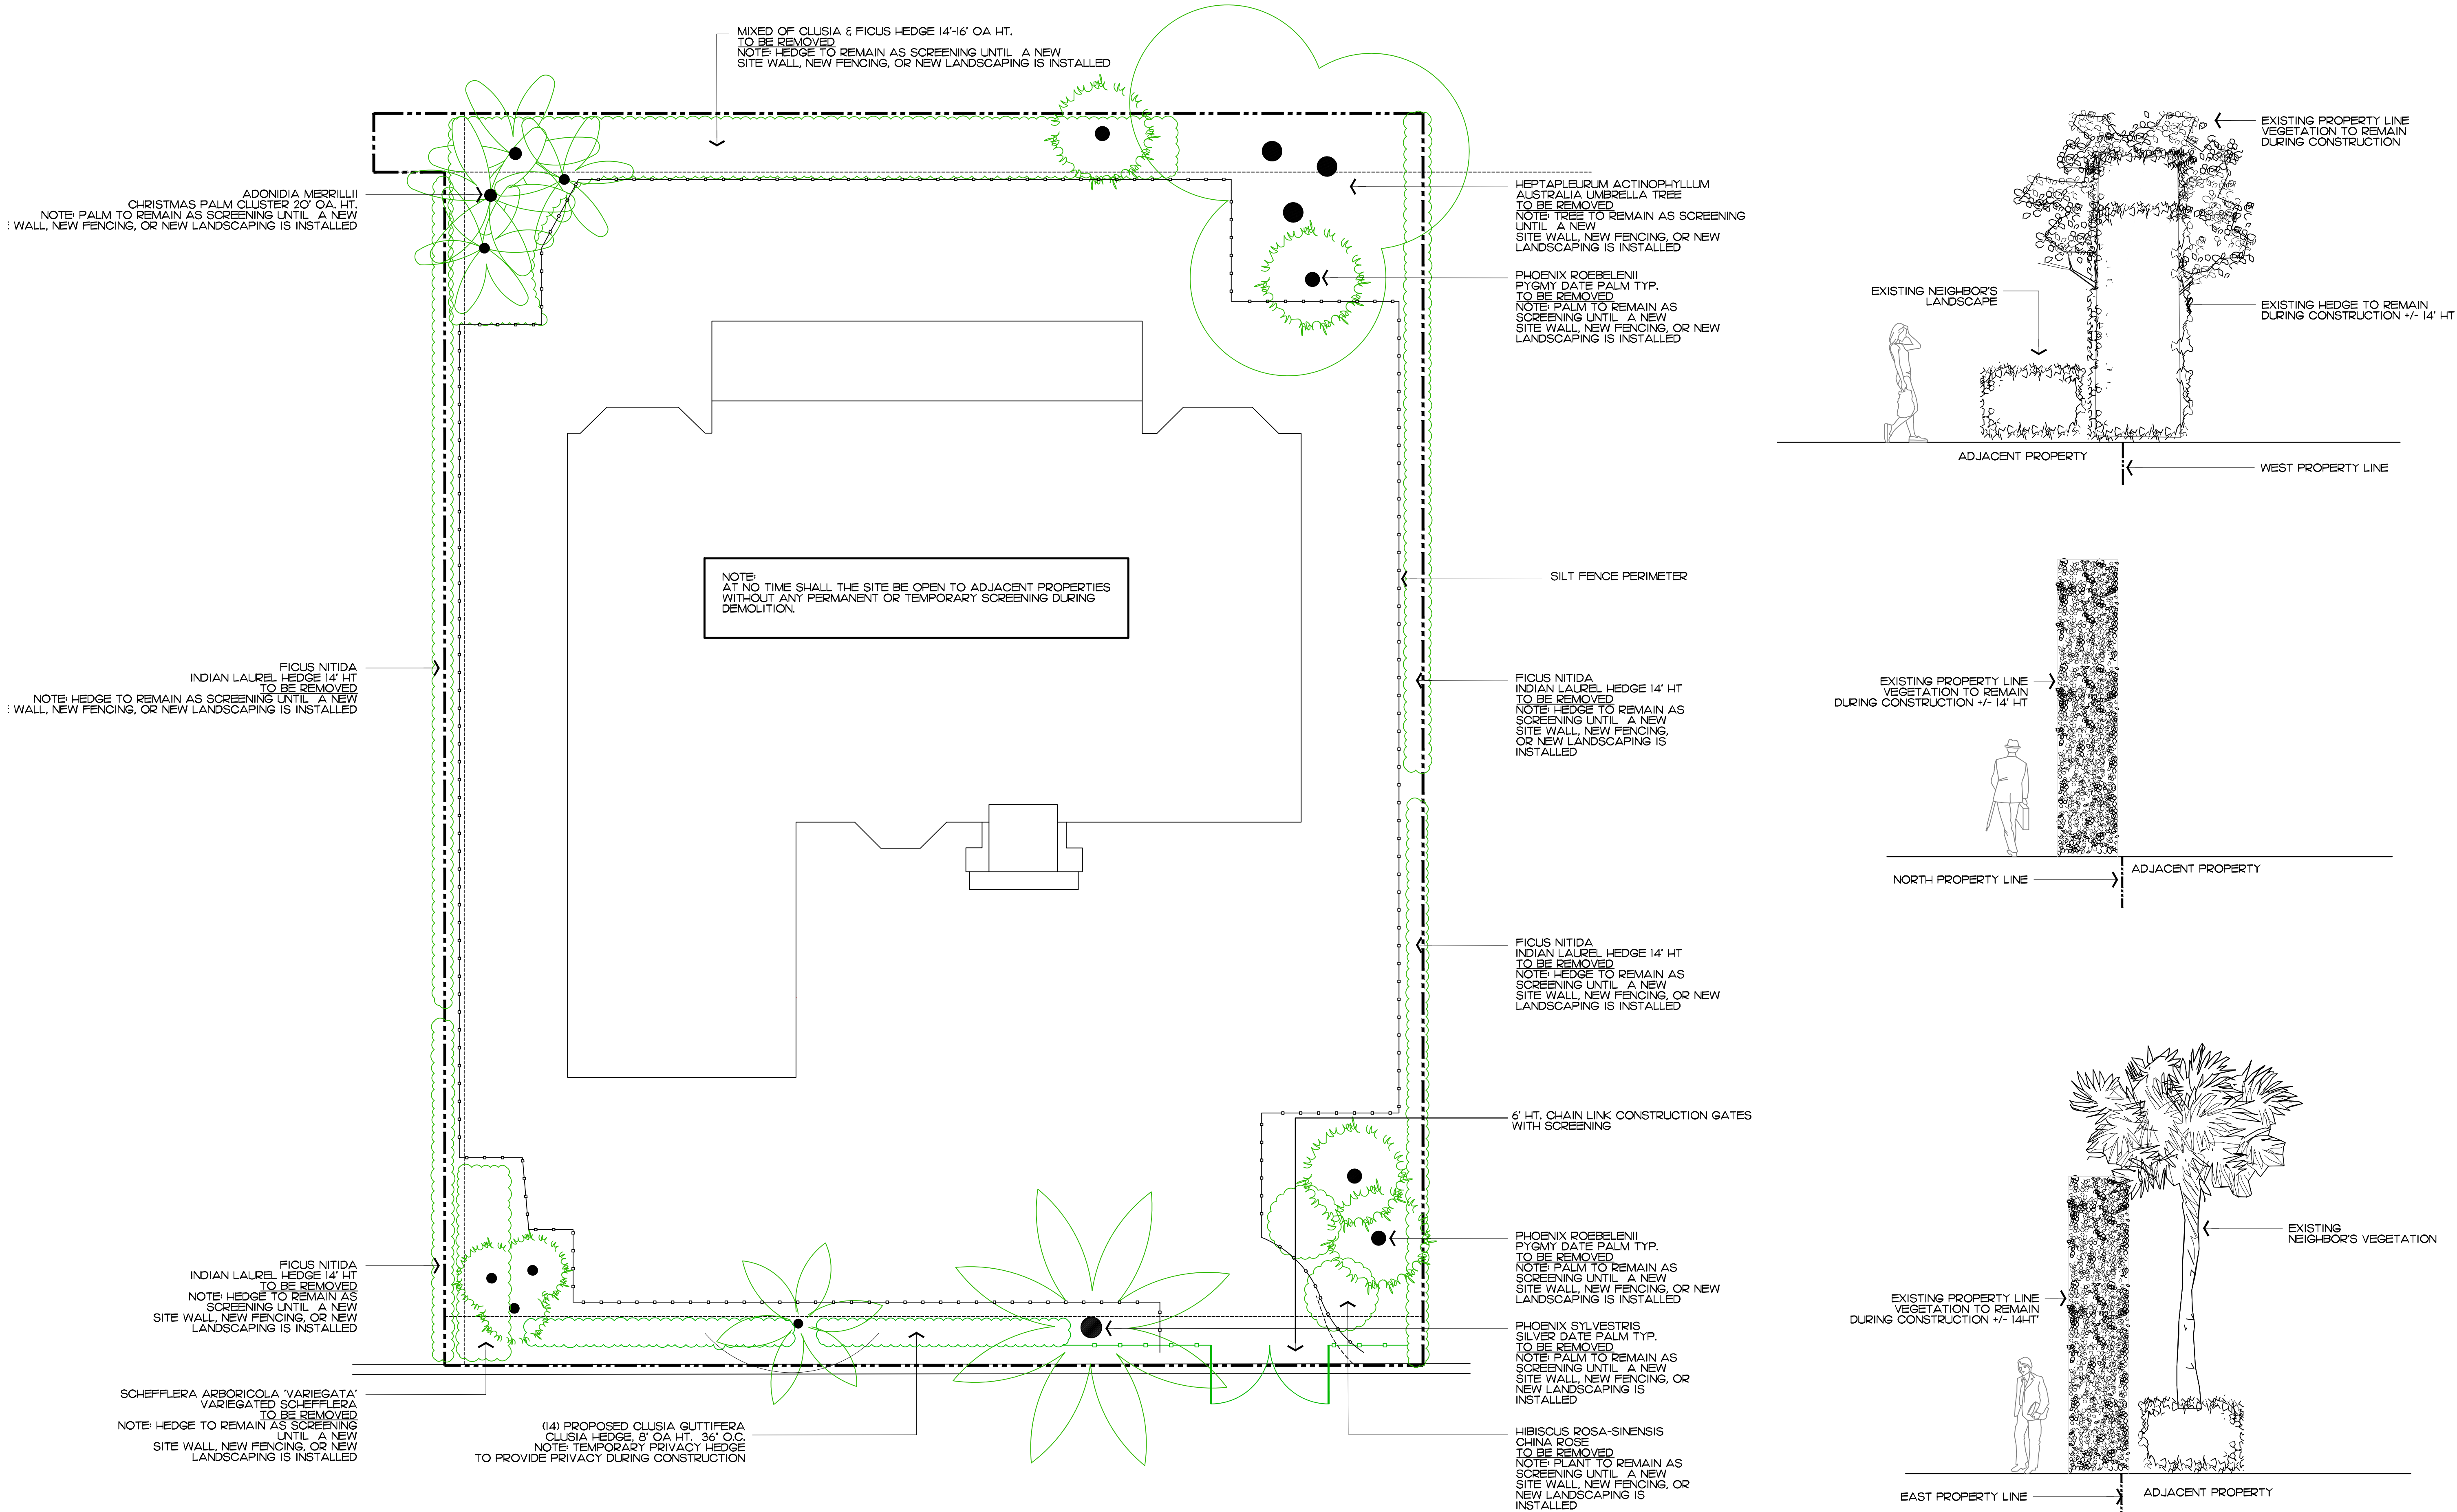 MIXED OF CLUSIA & FICUS HEDGE 14'-16' OA HT.
TO BE REMOVED
NOTE: HEDGE TO REMAIN AS SCREENING UNTIL A NEW
SITE WALL, NEW FENCING, OR NEW LANDSCAPING IS INSTALLED
ADONIDIA MERRILLII
CHRISTMAS PALM CLUSTER 20' OA. HT.
NOTE: PALM TO REMAIN AS SCREENING UNTIL A NEW
WALL, NEW FENCING, OR NEW LANDSCAPING IS INSTALLED
FICUS NITIDA
INDIAN LAUREL HEDGE 14' HT
TO BE REMOVED
NOTE: HEDGE TO REMAIN AS SCREENING UNTIL A NEW
WALL, NEW FENCING, OR NEW LANDSCAPING IS INSTALLED
FICUS NITIDA
INDIAN LAUREL HEDGE 14' HT
TO BE REMOVED
NOTE: HEDGE TO REMAIN AS
SCREENING UNTIL A NEW
SITE WALL, NEW FENCING, OR NEW
LANDSCAPING IS INSTALLED
SCHEFFLERA ARBORICOLA 'VARIEGATA'
VARIEGATED SCHEFFLERA
TO BE REMOVED
NOTE: HEDGE TO REMAIN AS SCREENING
UNTIL A NEW
SITE WALL, NEW FENCING, OR NEW
LANDSCAPING IS INSTALLED
(14) PROPOSED CLUSIA GUTTIFERA
CLUSIA HEDGE, 8' OA HT. 36" O.C.
NOTE: TEMPORARY PRIVACY HEDGE
TO PROVIDE PRIVACY DURING CONSTRUCTION
NOTE:
AT NO TIME SHALL THE SITE BE OPEN TO ADJACENT PROPERTIES
WITHOUT ANY PERMANENT OR TEMPORARY SCREENING DURING
DEMOLITION.
HEPTAPLEURUM ACTINOPHYLLUM
AUSTRALIA UMBRELLA TREE
TO BE REMOVED
NOTE: TREE TO REMAIN AS SCREENING
UNTIL A NEW
SITE WALL, NEW FENCING, OR NEW
LANDSCAPING IS INSTALLED
PHOENIX ROEBELENII
PYGMY DATE PALM TYP.
TO BE REMOVED
NOTE: PALM TO REMAIN AS
SCREENING UNTIL A NEW
SITE WALL, NEW FENCING, OR NEW
LANDSCAPING IS INSTALLED
SILT FENCE PERIMETER
FICUS NITIDA
INDIAN LAUREL HEDGE 14' HT
TO BE REMOVED
NOTE: HEDGE TO REMAIN AS
SCREENING UNTIL A NEW
SITE WALL, NEW FENCING,
OR NEW LANDSCAPING IS
INSTALLED
FICUS NITIDA
INDIAN LAUREL HEDGE 14' HT
TO BE REMOVED
NOTE: HEDGE TO REMAIN AS
SCREENING UNTIL A NEW
SITE WALL, NEW FENCING, OR NEW
LANDSCAPING IS INSTALLED
6' HT. CHAIN LINK CONSTRUCTION GATES
WITH SCREENING
PHOENIX ROEBELENII
PYGMY DATE PALM TYP.
TO BE REMOVED
NOTE: PALM TO REMAIN AS
SCREENING UNTIL A NEW
SITE WALL, NEW FENCING, OR NEW
LANDSCAPING IS INSTALLED
PHOENIX SYLVESTRIS
SILVER DATE PALM TYP.
TO BE REMOVED
NOTE: PALM TO REMAIN AS
SCREENING UNTIL A NEW
SITE WALL, NEW FENCING, OR
NEW LANDSCAPING IS
INSTALLED
HIBISCUS ROSA-SINENSIS
CHINA ROSE
TO BE REMOVED
NOTE: PLANT TO REMAIN AS
SCREENING UNTIL A NEW
SITE WALL, NEW FENCING, OR
NEW LANDSCAPING IS
INSTALLED
EXISTING PROPERTY LINE
VEGETATION TO REMAIN
DURING CONSTRUCTION
EXISTING NEIGHBOR'S
LANDSCAPE
EXISTING HEDGE TO REMAIN
DURING CONSTRUCTION +/- 14' HT
ADJACENT PROPERTY
WEST PROPERTY LINE
EXISTING PROPERTY LINE
VEGETATION TO REMAIN
DURING CONSTRUCTION +/- 14' HT
ADJACENT PROPERTY
NORTH PROPERTY LINE
EXISTING
NEIGHBOR'S VEGETATION
EXISTING PROPERTY LINE
VEGETATION TO REMAIN
DURING CONSTRUCTION +/- 14HT'
ADJACENT PROPERTY
EAST PROPERTY LINE